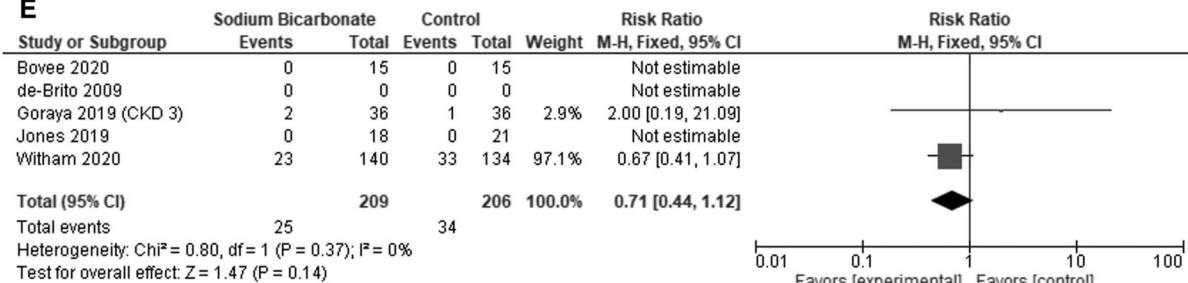 E
Sodium Bicarbonate Control Risk Ratio Risk Ratio
Study or Subgroup Events Total Events Total Weight M-H, Fixed, 95% CI M-H, Fixed, 95% CI
Bovee 2020 0 15 0 15 Not estimable
de-Brito 2009 0 0 0 0 Not estimable
Goraya 2019 (CKD 3) 2 36 1 36 2.9% 2.00 [0.19, 21.09]
Jones 2019 0 18 0 21 Not estimable
Witham 2020 23 140 33 134 97.1% 0.67 [0.41, 1.07]
Total (95% CI) 209 206 100.0% 0.71 [0.44, 1.12]
Total events 25 34
Heterogeneity: Chi² = 0.80, df = 1 (P = 0.37); I² = 0%
Test for overall effect: Z = 1.47 (P = 0.14)
0.01 0.1 1 10 100
Favors [experimental] Favors [control]